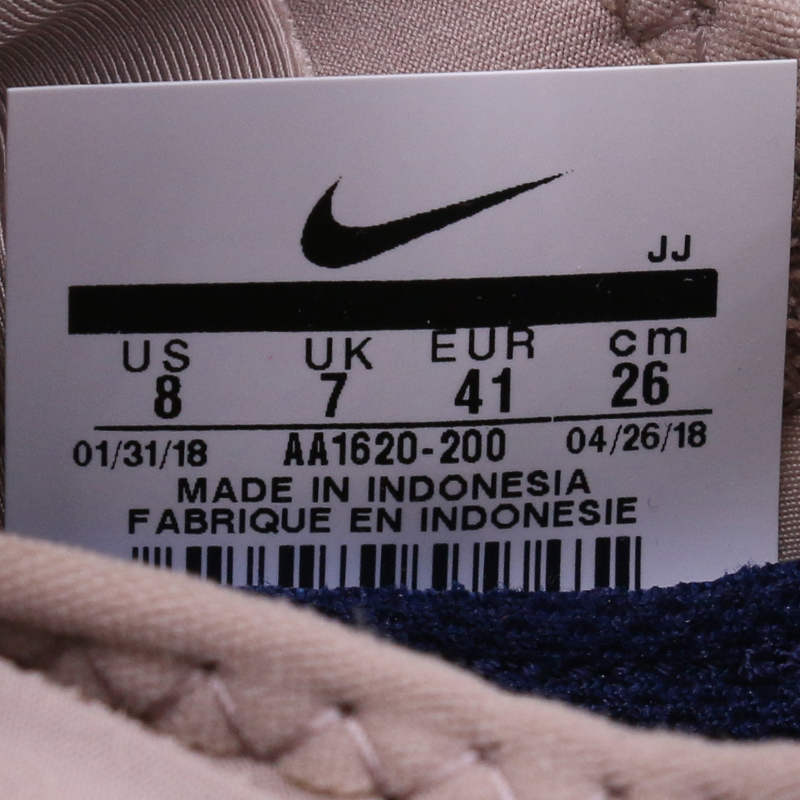 JJ
US UK EUR cm
8 7 41 26
01/31/18 AA1620-200 04/26/18
MADE IN INDONESIA
FABRIQUE EN INDONESIE